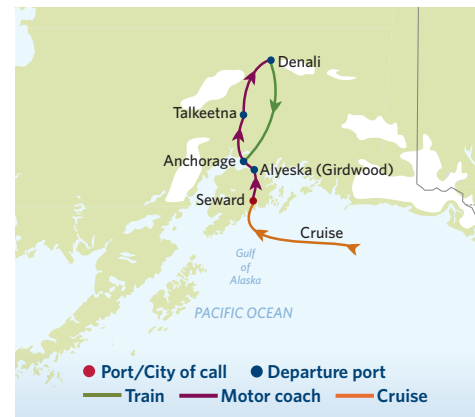 Denali
Talkeetna
Anchorage
Alyeska (Girdwood)
Seward
Cruise
Gulf
of
Alaska
PACIFIC OCEAN
Port/City of call
Departure port
Train
Motor coach
Cruise